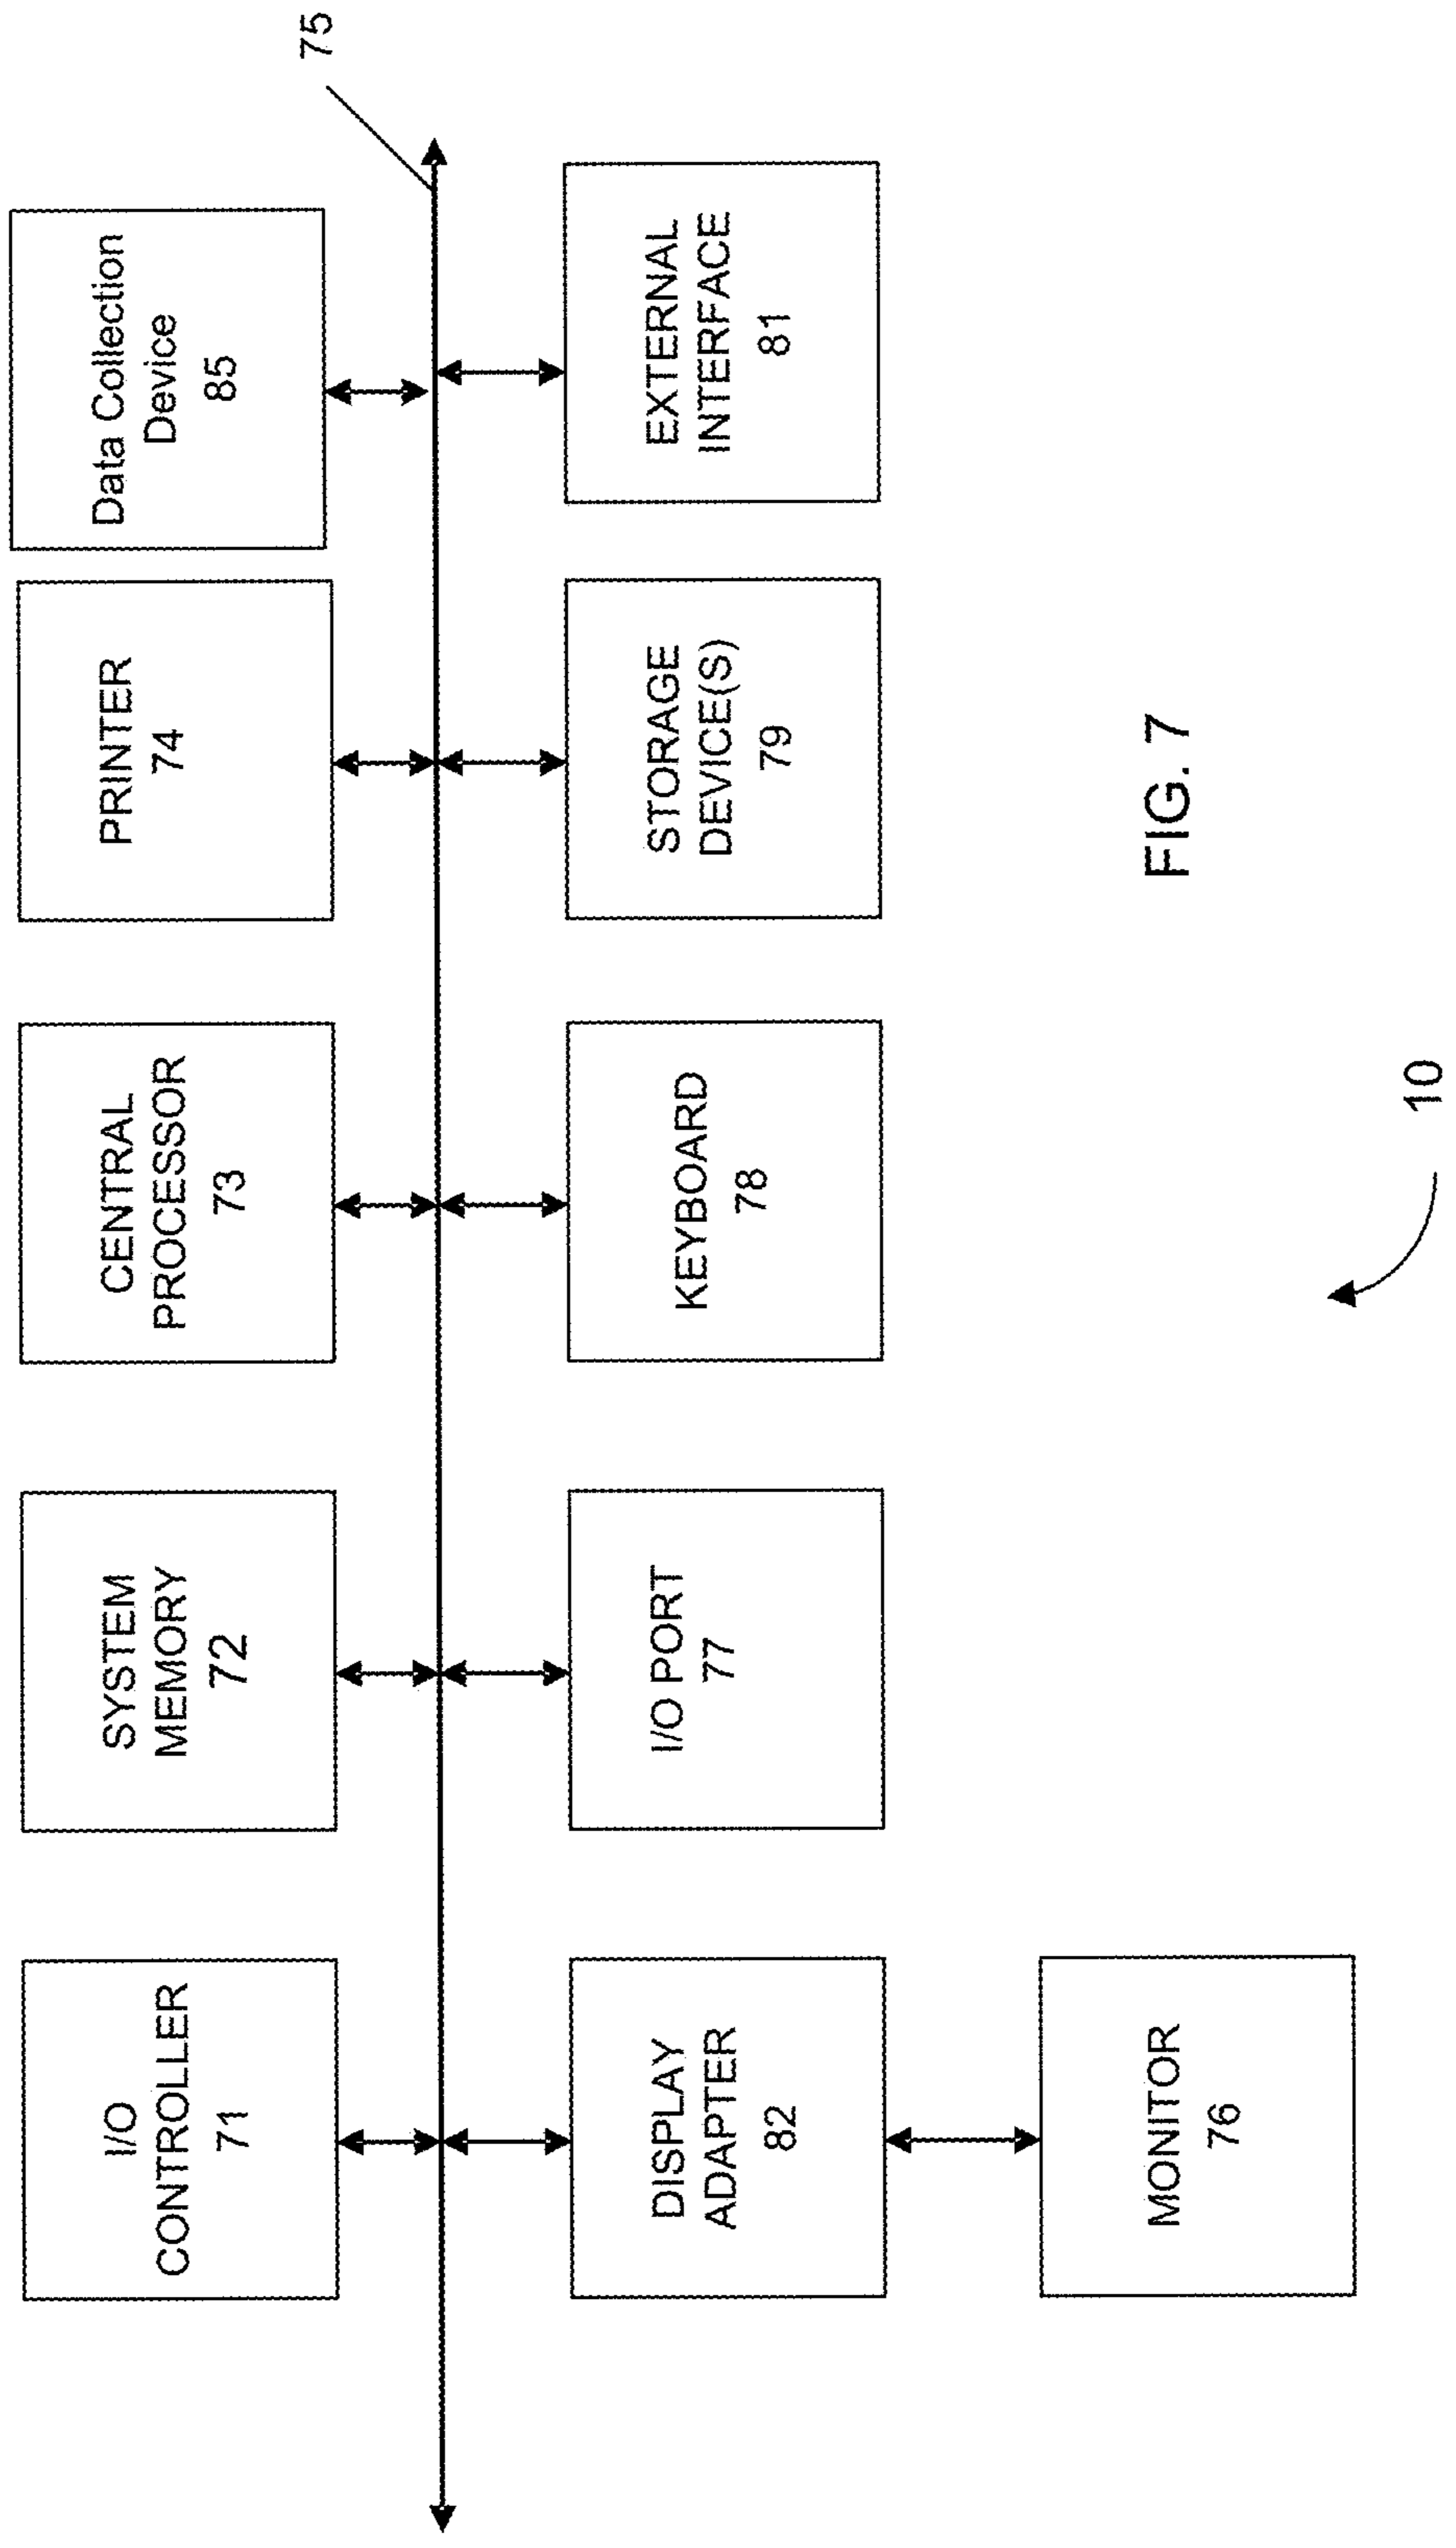 I/O
CONTROLLER
71
SYSTEM
MEMORY
72
CENTRAL
PROCESSOR
73
PRINTER
74
Data Collection
Device
85
75
DISPLAY
ADAPTER
82
I/O PORT
77
KEYBOARD
78
STORAGE
DEVICE(S)
79
EXTERNAL
INTERFACE
81
MONITOR
76
10
FIG. 7